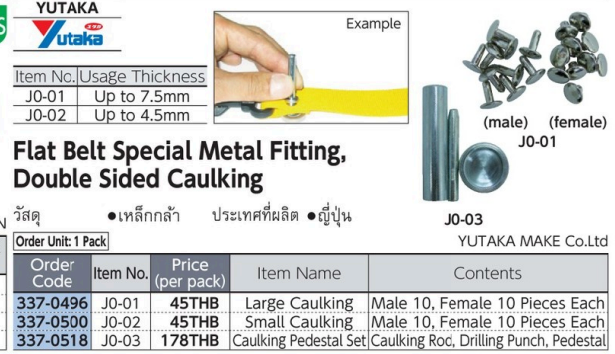 YUTAKA
Yutaka
Example
Item No. Usage Thickness
J0-01 Up to 7.5mm
J0-02 Up to 4.5mm
(male) (female)
J0-01
Flat Belt Special Metal Fitting,
Double Sided Caulking
J0-03
วัสดุ ●เหล็กกล้า ประเทศที่ผลิต ●ญี่ปุ่น
Order Unit: 1 Pack
YUTAKA MAKE Co.Ltd
Order Code Item No. Price (per pack) Item Name Contents
337-0496 J0-01 45THB Large Caulking Male 10, Female 10 Pieces Each
337-0500 J0-02 45THB Small Caulking Male 10, Female 10 Pieces Each
337-0518 J0-03 178THB Caulking Pedestal Set Caulking Rod, Drilling Punch, Pedestal